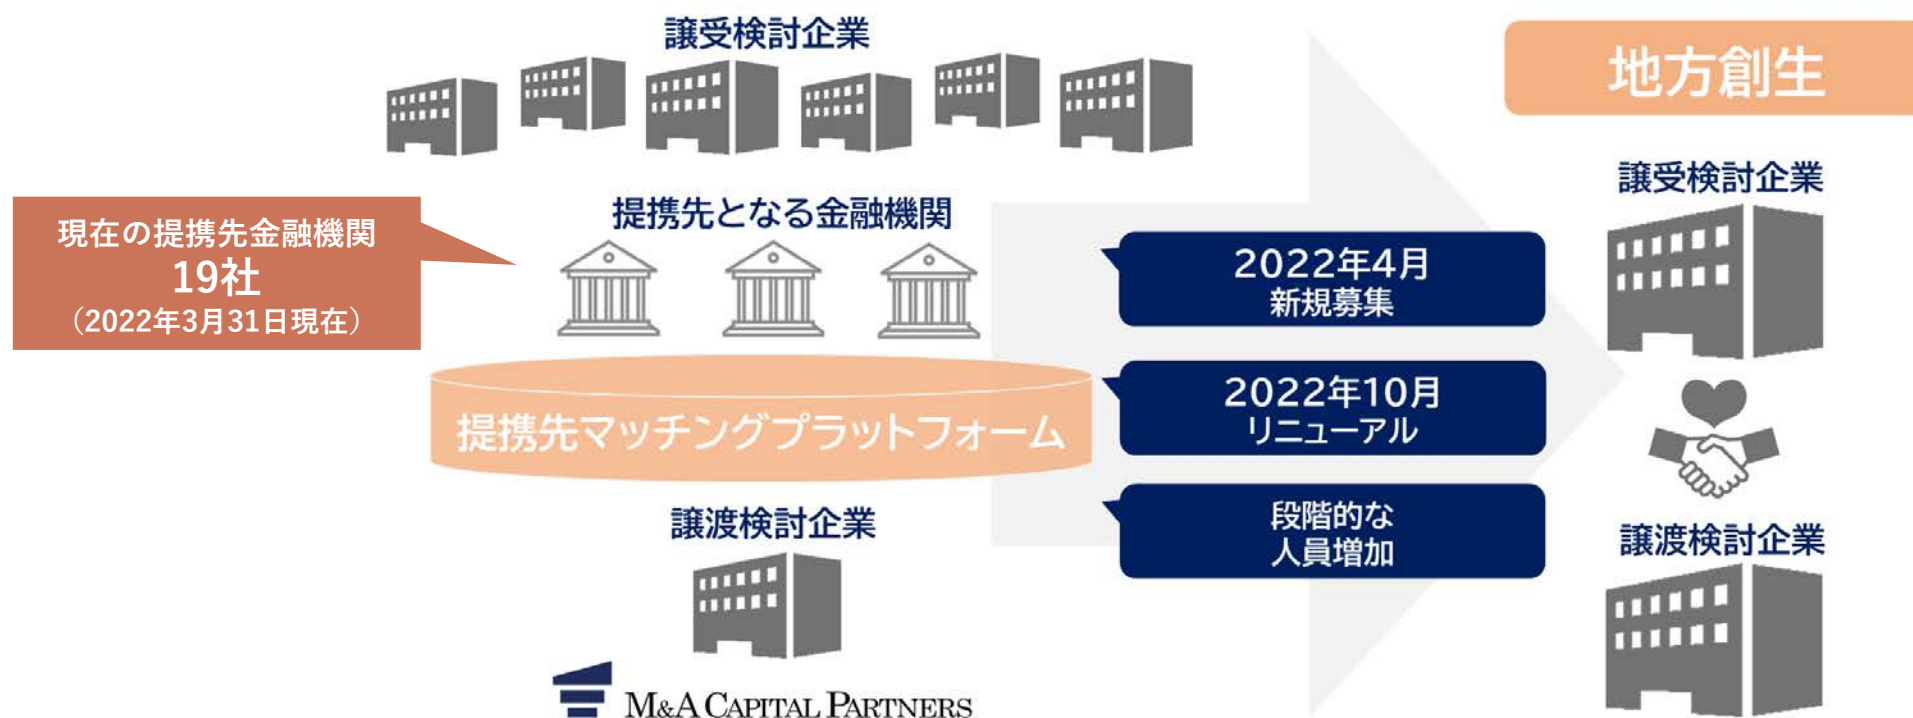 譲受検討企業
現在の提携先金融機関
19社
（2022年3月31日現在）
提携先となる金融機関
提携先マッチングプラットフォーム
譲渡検討企業
M&A CAPITAL PARTNERS
2022年4月
新規募集
2022年10月
リニューアル
段階的な
人員増加
地方創生
譲受検討企業
譲渡検討企業